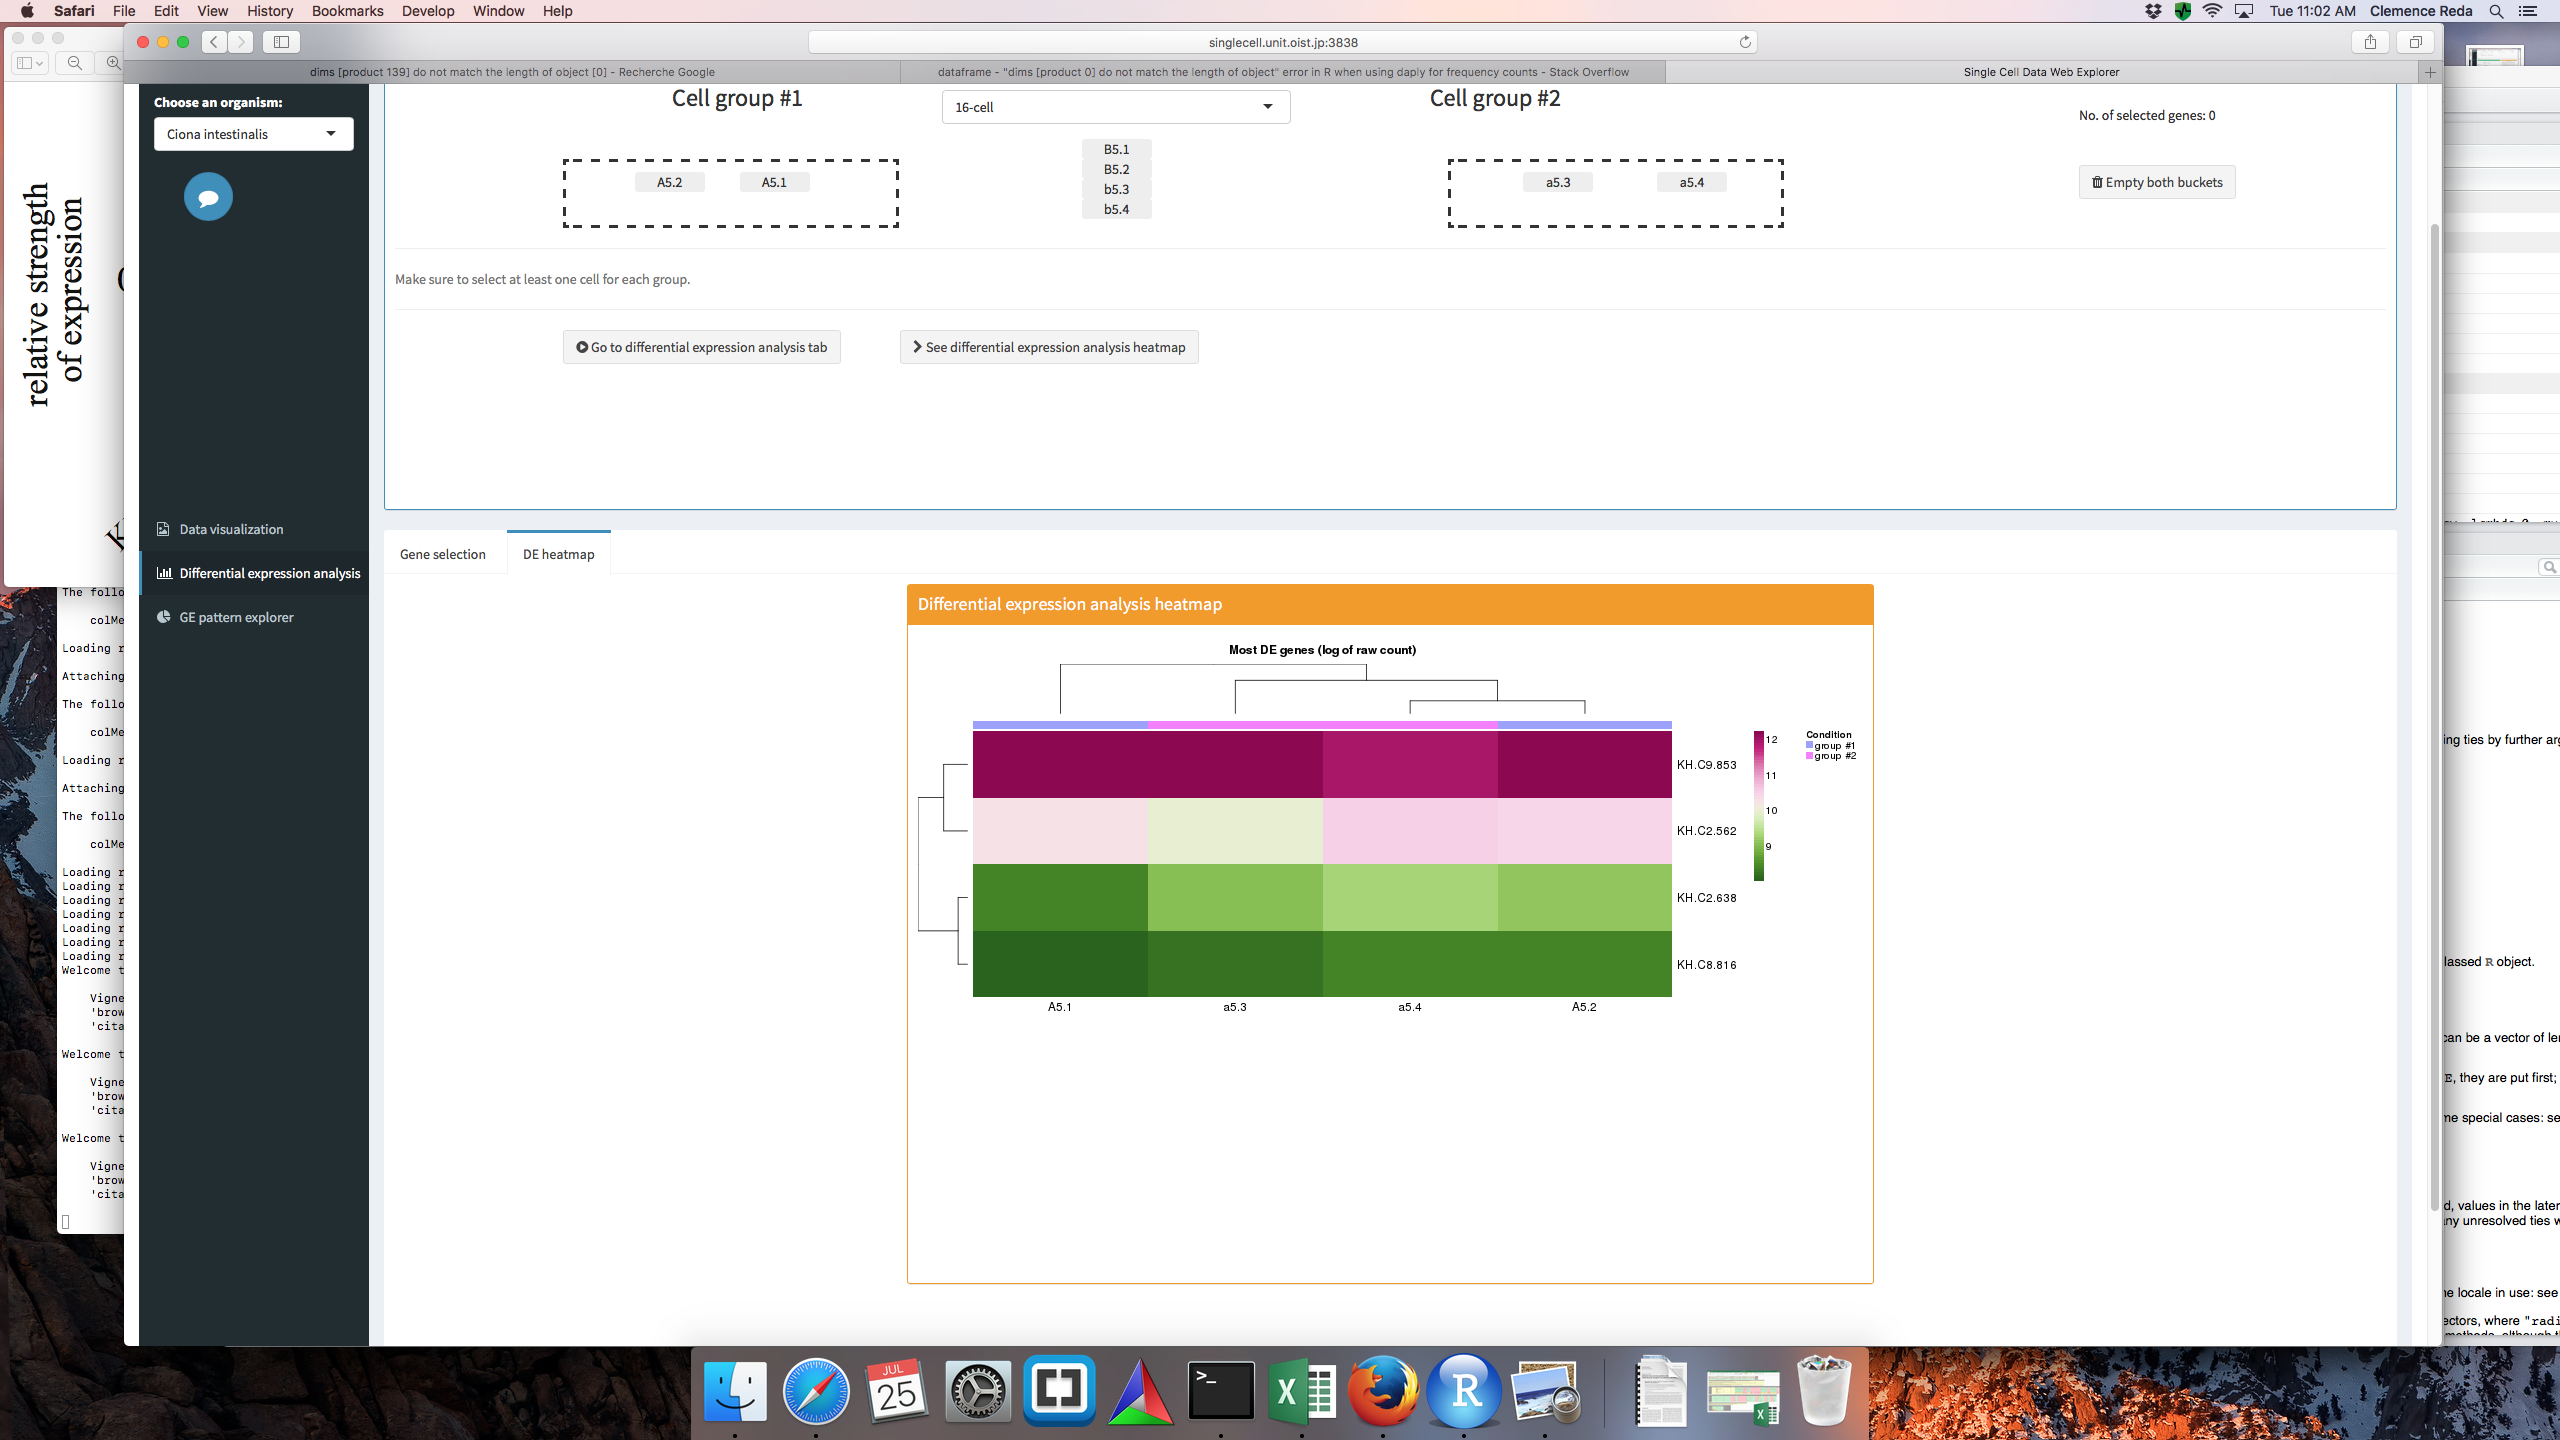 Safari File Edit View History Bookmarks Develop Window Help
Tue 11:02 AM Clemence Reda
singlecell.unit.oist.jp:3838
dims [product 139] do not match the length of object [0] - Recherche Google
dataframe - "dims [product 0] do not match the length of object" error in R when using daply for frequency counts - Stack Overflow
Single Cell Data Web Explorer
Choose an organism:
Ciona intestinalis
Data visualization
Differential expression analysis
GE pattern explorer
Cell group #1
16-cell
Cell group #2
No. of selected genes: 0
A5.2 A5.1
B5.1
B5.2
b5.3
b5.4
a5.3 a5.4
Empty both buckets
Make sure to select at least one cell for each group.
Go to differential expression analysis tab
See differential expression analysis heatmap
Gene selection
DE heatmap
Differential expression analysis heatmap
Most DE genes (log of raw count)
KH.C9.853
KH.C2.562
KH.C2.638
KH.C8.816
A5.1 a5.3 a5.4 A5.2
12
11
10
9
Condition
group #1
group #2
relative strength
of expression
The follo
colMe
Loading r
Attaching
The follo
colMe
Loading r
Attaching
The follo
colMe
Loading r
Loading r
Loading r
Loading r
Loading r
Loading r
Loading r
Welcome t
Vigne
'brow
'cita
Welcome t
Vigne
'brow
'cita
Welcome t
Vigne
'brow
'cita
ing ties by further arg
lassed R object.
can be a vector of le
E, they are put first;
me special cases: se
d, values in the later
ny unresolved ties w
ne locale in use: see
ectors, where "radi
JUL
25